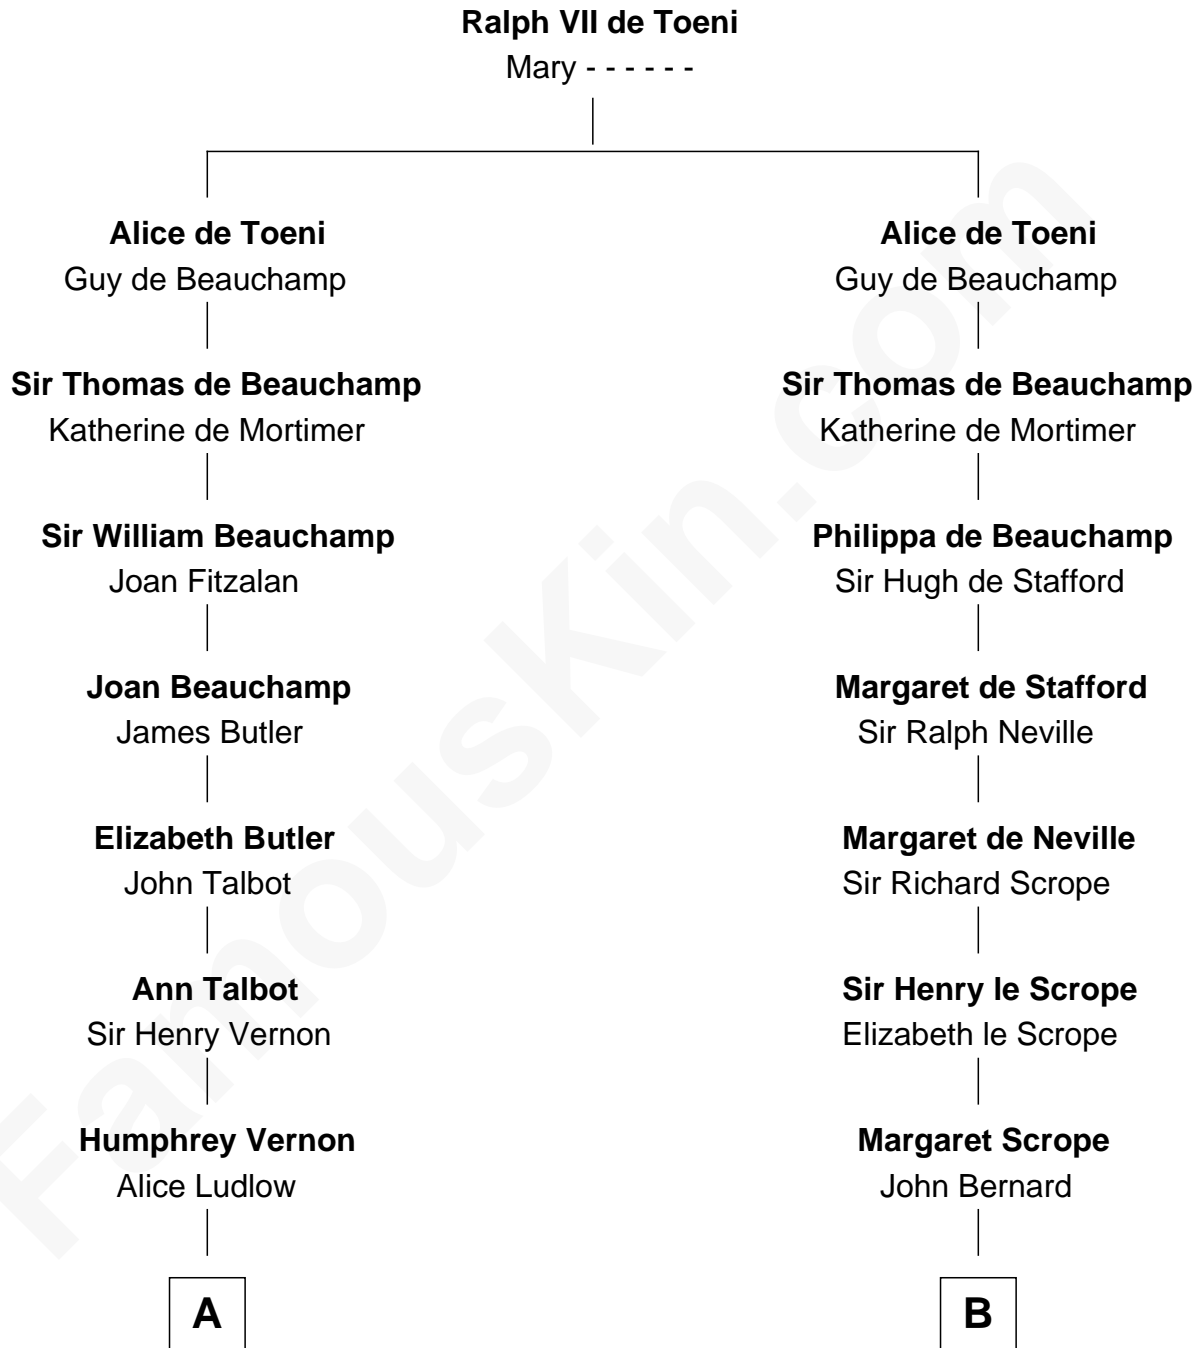 Ralph VII de Toeni
Mary - - - - - -
Alice de Toeni
Guy de Beauchamp
Sir Thomas de Beauchamp
Katherine de Mortimer
Sir William Beauchamp
Joan Fitzalan
Joan Beauchamp
James Butler
Elizabeth Butler
John Talbot
Ann Talbot
Sir Henry Vernon
Humphrey Vernon
Alice Ludlow
A
Alice de Toeni
Guy de Beauchamp
Sir Thomas de Beauchamp
Katherine de Mortimer
Philippa de Beauchamp
Sir Hugh de Stafford
Margaret de Stafford
Sir Ralph Neville
Margaret de Neville
Sir Richard Scrope
Sir Henry le Scrope
Elizabeth le Scrope
Margaret Scrope
John Bernard
B
FamousKin.com